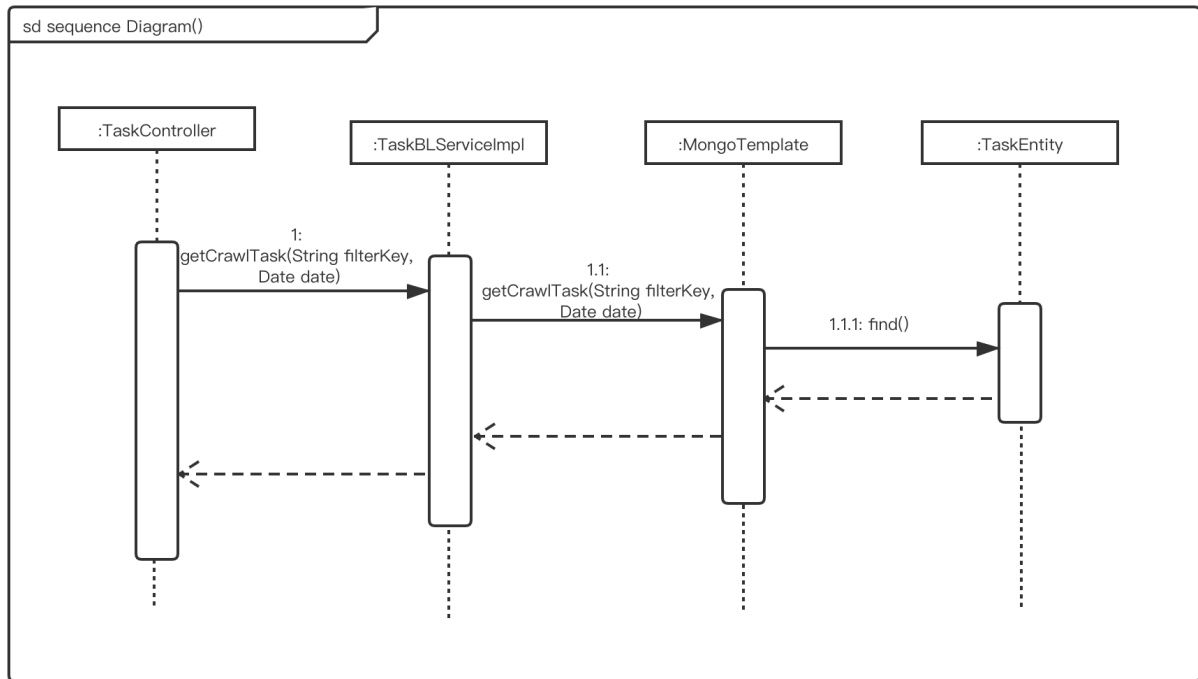 sd sequence Diagram()
:TaskController
:TaskBLServiceImpl
:MongoTemplate
:TaskEntity
1:
getCrawlTask(String filterKey,
Date date)
1.1:
getCrawlTask(String filterKey,
Date date)
1.1.1: find()